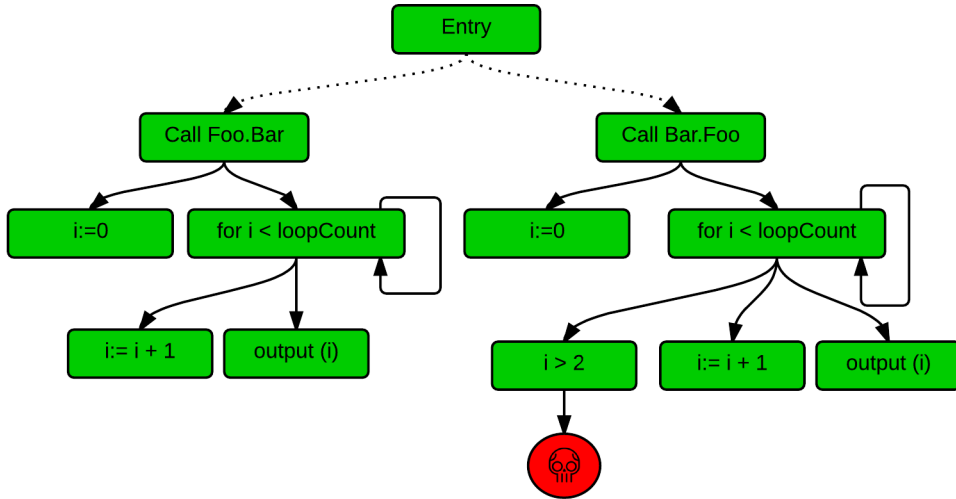 Entry
Call Foo.Bar
Call Bar.Foo
i:=0
for i < loopCount
i:=0
for i < loopCount
i:= i + 1
output (i)
i > 2
i:= i + 1
output (i)